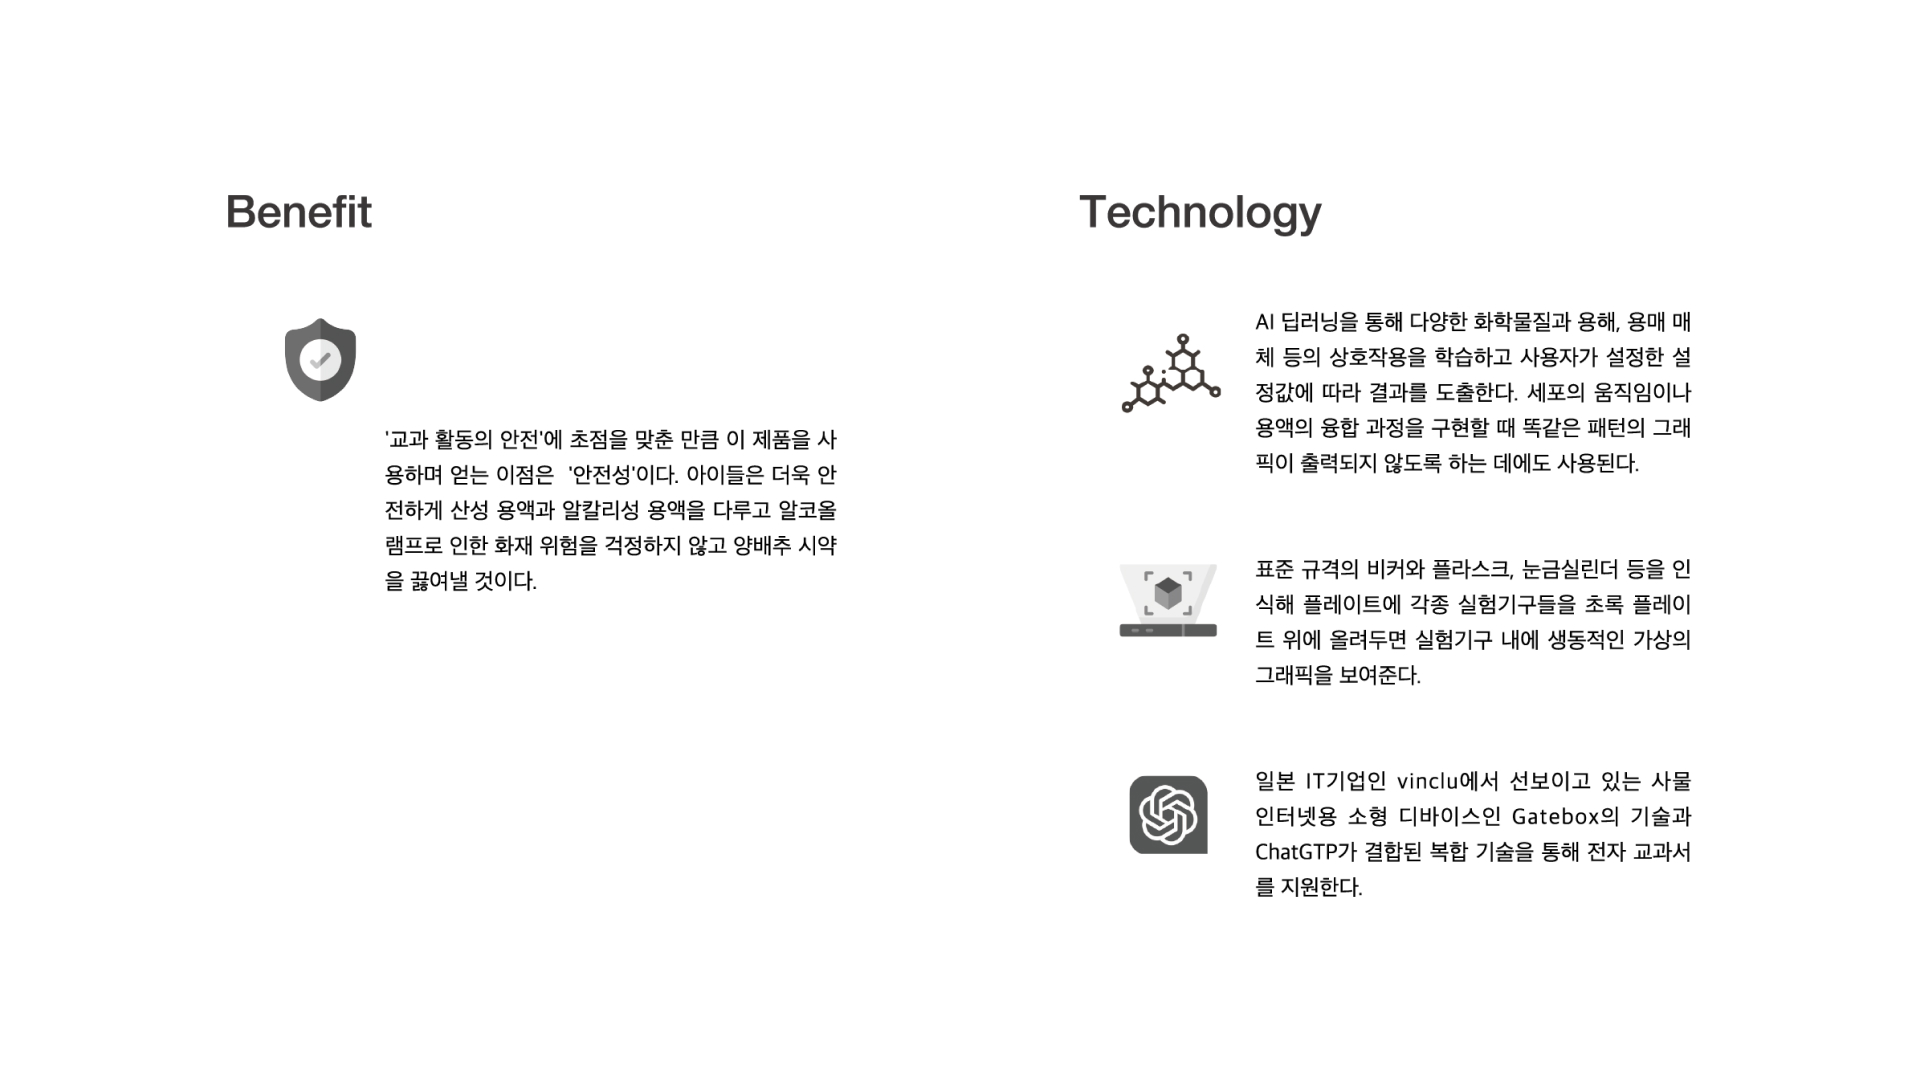 Benefit
'교과 활동의 안전'에 초점을 맞춘 만큼 이 제품을 사
용하며 얻는 이점은  '안전성'이다. 아이들은 더욱 안
전하게 산성 용액과 알칼리성 용액을 다루고 알코올
램프로 인한 화재 위험을 걱정하지 않고 양배추 시약
을 끓여낼 것이다.
Technology
AI 딥러닝을 통해 다양한 화학물질과 용해, 용매 매
체 등의 상호작용을 학습하고 사용자가 설정한 설
정값에 따라 결과를 도출한다. 세포의 움직임이나
용액의 융합 과정을 구현할 때 똑같은 패턴의 그래
픽이 출력되지 않도록 하는 데에도 사용된다.
표준 규격의 비커와 플라스크, 눈금실린더 등을 인
식해 플레이트에 각종 실험기구들을 초록 플레이
트 위에 올려두면 실험기구 내에 생동적인 가상의
그래픽을 보여준다.
일본 IT기업인 vinclu에서 선보이고 있는 사물
인터넷용 소형 디바이스인 Gatebox의 기술과
ChatGTP가 결합된 복합 기술을 통해 전자 교과서
를 지원한다.